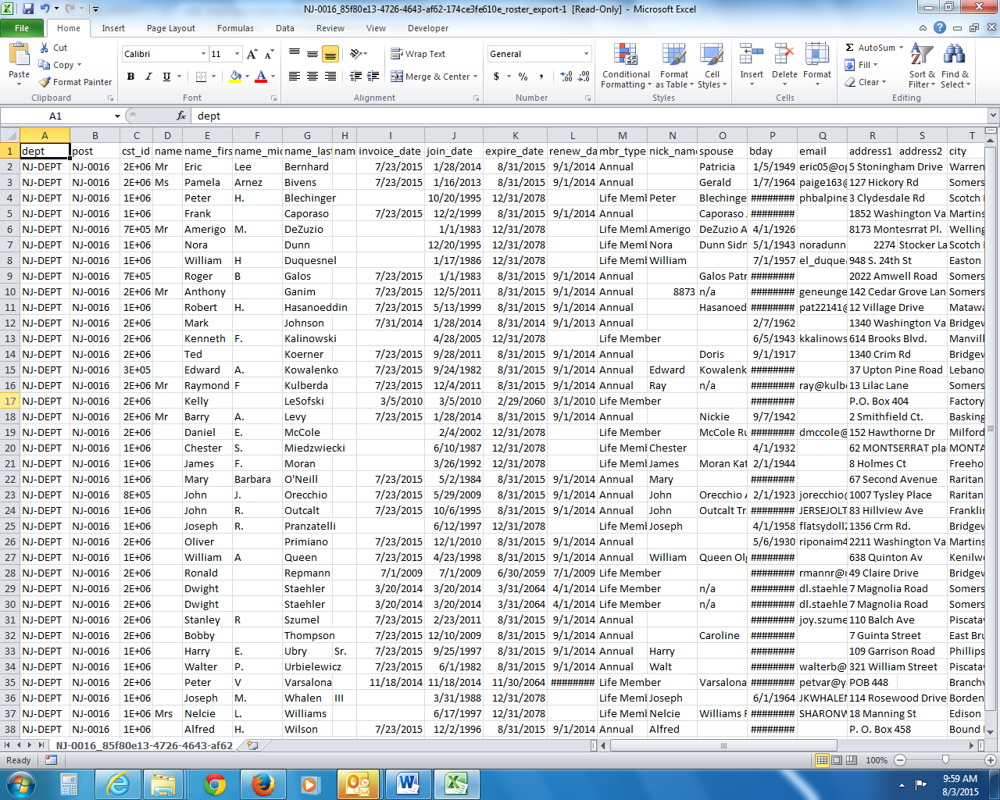 NJ-0016_85f80e13-4726-4643-af62-174ce3fe610e_roster_export-1 [Read-Only] - Microsoft Excel
File Home Insert Page Layout Formulas Data Review View Developer
Paste Cut Copy Format Painter Clipboard
Calibri 11 B I U Font
Wrap Text Merge & Center Alignment
General $ % , Number
Conditional Formatting Format as Table Cell Styles Styles
Insert Delete Format Cells
AutoSum Fill Clear Sort & Filter Find & Select Editing
A1 fx dept
A B C D E F G H I J K L M N O P Q R S T
1 dept post cst_id name name_firs name_mid name_last nam invoice_date join_date expire_date renew_da mbr_type nick_name spouse bday email address1 address2 city
2 NJ-DEPT NJ-0016 2E+06 Mr Eric Lee Bernhard 7/23/2015 1/28/2014 8/31/2015 9/1/2014 Annual Patricia 1/5/1949 eric05@op 5 Stoningham Drive Warren
3 NJ-DEPT NJ-0016 2E+06 Ms Pamela Arnez Bivens 7/23/2015 1/16/2013 8/31/2015 9/1/2014 Annual Gerald 1/7/1964 paige163@ 127 Hickory Rd Somers
4 NJ-DEPT NJ-0016 1E+06 Peter H. Blechinger 10/20/1995 12/31/2078 Life Memb Peter Blechinge ######## phbalpine 3 Clydesdale Rd Scotch
5 NJ-DEPT NJ-0016 1E+06 Frank Caporaso 7/23/2015 12/2/1999 8/31/2015 9/1/2014 Annual Caporaso ######## 1852 Washington Va Martins
6 NJ-DEPT NJ-0016 7E+05 Mr Amerigo M. DeZuzio 1/1/1983 12/31/2078 Life Memb Amerigo DeZuzio A 4/1/1926 8173 Montesrrat Pl. Welling
7 NJ-DEPT NJ-0016 1E+06 Nora Dunn 12/20/1995 12/31/2078 Life Memb Nora Dunn Sidn 5/1/1943 noradunn 2274 Stocker La Scotch
8 NJ-DEPT NJ-0016 1E+06 William H Duquesnel 1/17/1986 12/31/2078 Life Memb William 7/1/1957 el_duque 948 S. 24th St Easton
9 NJ-DEPT NJ-0016 7E+05 Roger B Galos 7/23/2015 1/1/1983 8/31/2015 9/1/2014 Annual Galos Patr ######## 2022 Amwell Road Somers
10 NJ-DEPT NJ-0016 2E+06 Mr Anthony Ganim 7/23/2015 12/5/2011 8/31/2015 9/1/2014 Annual 8873 n/a ######## geneunge 142 Cedar Grove Lan Somers
11 NJ-DEPT NJ-0016 1E+06 Robert H. Hasanoeddin 7/23/2015 5/13/1999 8/31/2015 9/1/2014 Annual Hasanoed ######## pat22141@ 12 Village Drive Matawa
12 NJ-DEPT NJ-0016 2E+06 Mark Johnson 7/31/2014 1/28/2014 8/31/2014 9/1/2013 Annual 2/7/1962 1340 Washington Va Bridgew
13 NJ-DEPT NJ-0016 2E+06 Kenneth F. Kalinowski 4/28/2005 12/31/2078 Life Member 6/5/1943 kkalinows 614 Brooks Blvd. Manvill
14 NJ-DEPT NJ-0016 2E+06 Ted Koerner 7/23/2015 9/28/2011 8/31/2015 9/1/2014 Annual Doris 9/1/1917 1340 Crim Rd Bridgew
15 NJ-DEPT NJ-0016 3E+05 Edward A. Kowalenko 7/23/2015 9/24/1982 8/31/2015 9/1/2014 Annual Edward Kowalenk ######## 37 Upton Pine Road Lebano
16 NJ-DEPT NJ-0016 2E+06 Mr Raymond F Kulberda 7/23/2015 12/4/2011 8/31/2015 9/1/2014 Annual Ray n/a ######## ray@kulb 13 Lilac Lane Somers
17 NJ-DEPT NJ-0016 2E+06 Kelly LeSofski 3/5/2010 3/5/2010 2/29/2060 3/1/2010 Life Member ######## P.O. Box 404 Factory
18 NJ-DEPT NJ-0016 2E+06 Mr Barry A. Levy 7/23/2015 1/28/2014 8/31/2015 9/1/2014 Annual Nickie 9/7/1942 2 Smithfield Ct. Basking
19 NJ-DEPT NJ-0016 2E+06 Daniel E. McCole 2/4/2002 12/31/2078 Life Member McCole Ru ######## dmccole@ 152 Hawthorne Dr Milford
20 NJ-DEPT NJ-0016 1E+06 Chester S. Miedzwiecki 6/10/1987 12/31/2078 Life Memb Chester 4/1/1932 62 MONTSERRAT pla MONTA
21 NJ-DEPT NJ-0016 1E+06 James F. Moran 3/26/1992 12/31/2078 Life Memb James Moran Kat 2/1/1944 8 Holmes Ct Freeho
22 NJ-DEPT NJ-0016 1E+06 Mary Barbara O'Neill 7/23/2015 5/2/1984 8/31/2015 9/1/2014 Annual Mary ######## 67 Second Avenue Raritan
23 NJ-DEPT NJ-0016 8E+05 John J. Orecchio 7/23/2015 5/29/2009 8/31/2015 9/1/2014 Annual John Orecchio 2/1/1923 jorecchio 1007 Tysley Place Raritan
24 NJ-DEPT NJ-0016 1E+06 John R. Outcalt 7/23/2015 10/6/1995 8/31/2015 9/1/2014 Annual John Outcalt Tr ######## JERSEJOLT 83 Hillview Ave Franklin
25 NJ-DEPT NJ-0016 1E+06 Joseph R. Pranzatelli 6/12/1997 12/31/2078 Life Memb Joseph 4/1/1958 flatsydoll 1356 Crm Rd. Bridgew
26 NJ-DEPT NJ-0016 2E+06 Oliver Primiano 7/23/2015 12/1/2010 8/31/2015 9/1/2014 Annual 5/6/1930 riponaim4 2211 Washington Va Martins
27 NJ-DEPT NJ-0016 1E+06 William A Queen 7/23/2015 4/23/1998 8/31/2015 9/1/2014 Annual William Queen Ol ######## 638 Quinton Av Kenilw
28 NJ-DEPT NJ-0016 2E+06 Ronald Repmann 7/1/2009 7/1/2009 6/30/2059 7/1/2009 Life Member ######## rmannr@ 49 Claire Drive Bridgew
29 NJ-DEPT NJ-0016 2E+06 Dwight Staehler 3/20/2014 3/20/2014 3/31/2064 4/1/2014 Life Member n/a ######## dl.staehle 7 Magnolia Road Somers
30 NJ-DEPT NJ-0016 2E+06 Dwight Staehler 3/20/2014 3/20/2014 3/31/2064 4/1/2014 Life Member n/a ######## dl.staehle 7 Magnolia Road Somers
31 NJ-DEPT NJ-0016 2E+06 Stanley R Szumel 7/23/2015 2/23/2011 8/31/2015 9/1/2014 Annual ######## joy.szume 110 Balch Ave Piscatav
32 NJ-DEPT NJ-0016 2E+06 Bobby Thompson 7/23/2015 12/10/2009 8/31/2015 9/1/2014 Annual Caroline ######## 7 Guinta Street East Bru
33 NJ-DEPT NJ-0016 1E+06 Harry E. Ubry Sr. 7/23/2015 9/25/1997 8/31/2015 9/1/2014 Annual Harry ######## 109 Garrison Road Phillips
34 NJ-DEPT NJ-0016 1E+06 Walter P. Urbielewicz 7/23/2015 6/1/1982 8/31/2015 9/1/2014 Annual Walt ######## walterb@ 321 William Street Piscatav
35 NJ-DEPT NJ-0016 2E+06 Peter V Varsalona 11/18/2014 11/18/2014 11/30/2064 ######## Life Member Varsalona ######## petvar@y POB 448 Branchv
36 NJ-DEPT NJ-0016 1E+06 Joseph M. Whalen III 3/31/1988 12/31/2078 Life Memb Joseph 6/1/1964 JKWHALEN 114 Rosewood Drive Borden
37 NJ-DEPT NJ-0016 1E+06 Mrs Nelcie L. Williams 6/17/1997 12/31/2078 Life Memb Nelcie Williams F ######## SHARONW 18 Manning St Edison
38 NJ-DEPT NJ-0016 1E+06 Alfred H. Wilson 7/23/2015 12/2/1996 8/31/2015 9/1/2014 Annual Alfred ######## P. O. Box 458 Bound
NJ-0016_85f80e13-4726-4643-af62
Ready 100%
9:59 AM
8/3/2015